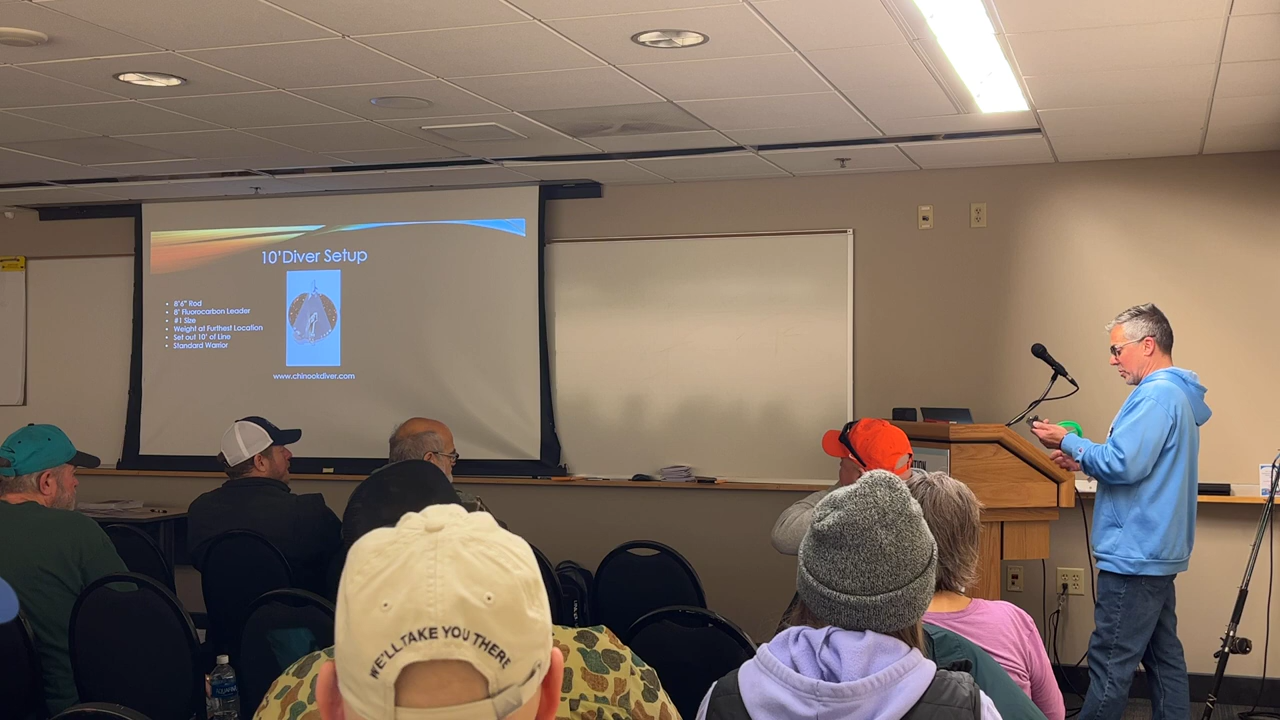 10'Diver Setup
8'6" Rod
8' Fluorocarbon Leader
#1 Size
Weight at Furthest Location
Set out 10' of Line
Standard Warrior
www.chinookdiver.com
WE'LL TAKE YOU THERE